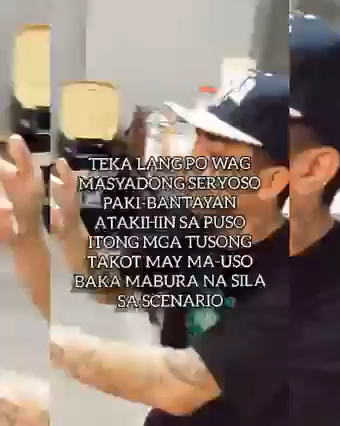 TEKA LANG PO WAG
MASYADONG SERYOSO
PAKI-BANTAYAN
ATAKIHIN SA PUSO
ITONG MGA TUSONG
TAKOT MAY MA-USO
BAKA MABURA NA SILA
SA SCENARIO